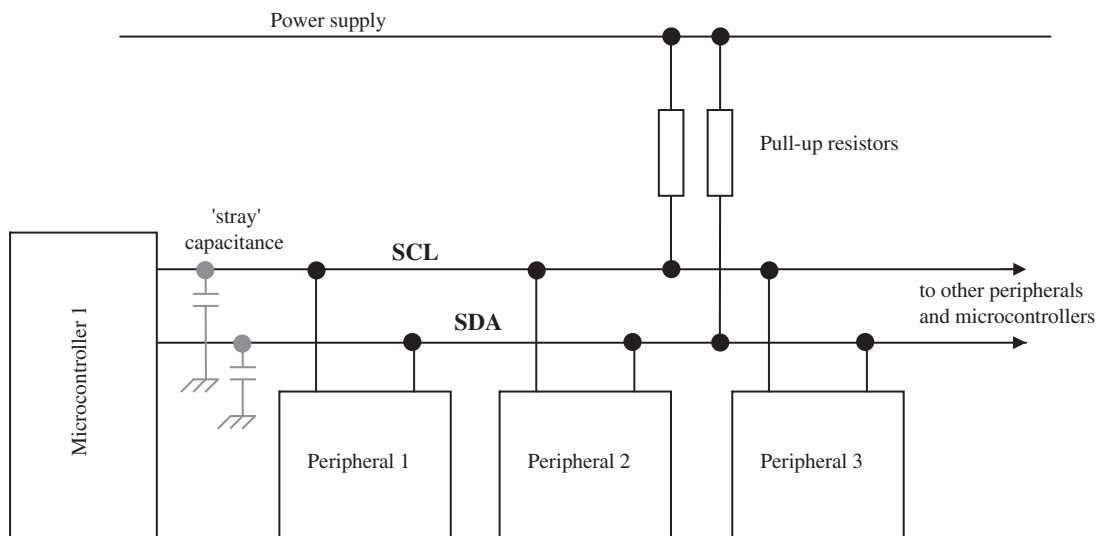 Power supply
Pull-up resistors
'stray'
capacitance
SCL
to other peripherals
and microcontrollers
SDA
Microcontroller 1
Peripheral 1
Peripheral 2
Peripheral 3